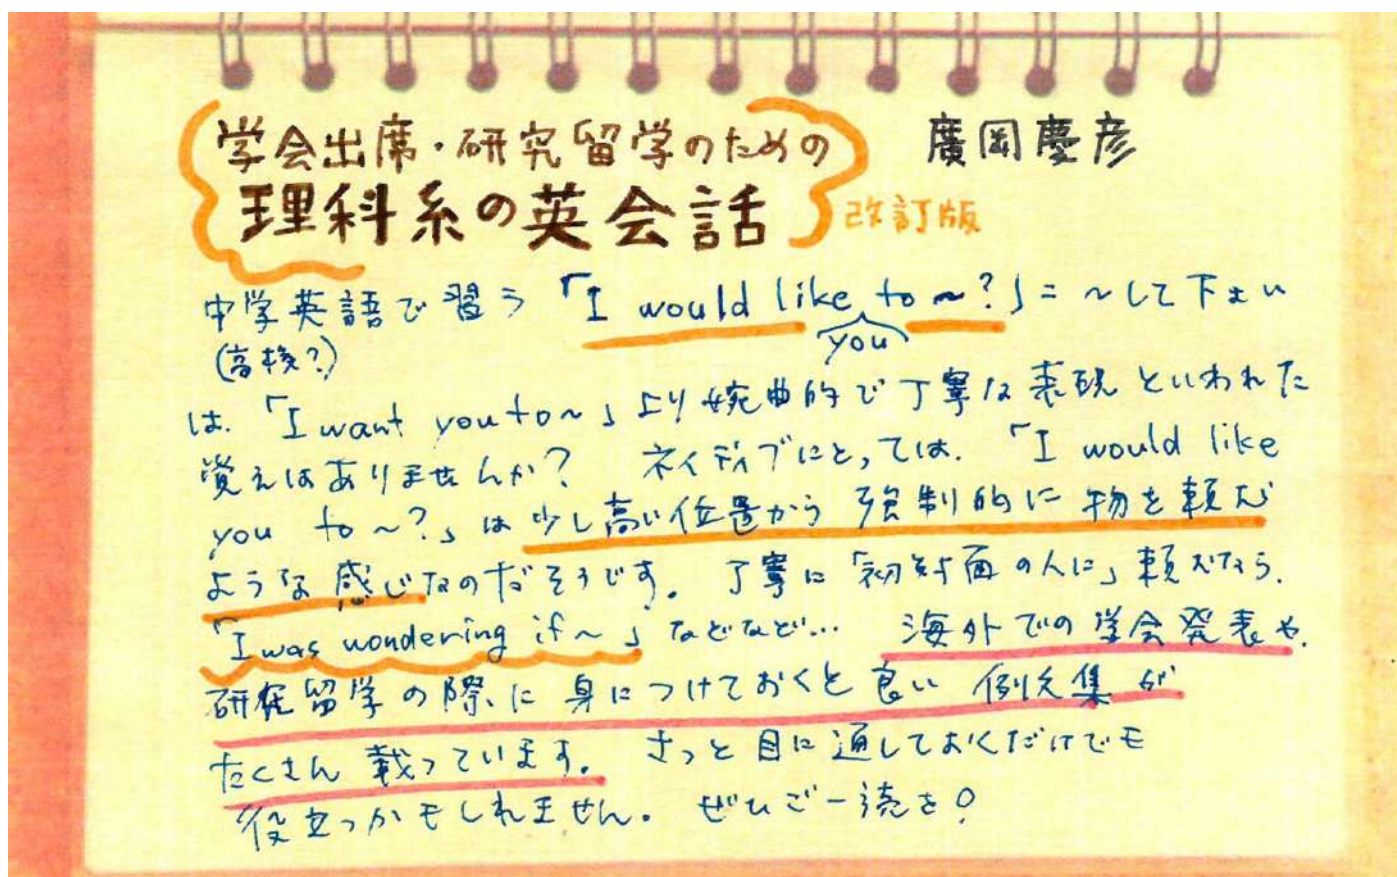 学会出席・研究留学のための 廣岡慶彦
理科系の英会話 改訂版
中学英語で習う「I would like to ~?」= ~して下さい
(高校?) you
は、「I want you to~」より婉曲的で丁寧な表現といわれた
覚えはありませんか? ネイティブにとっては、「I would like
you to ~?」は少し高い位置から強制的に物を頼む
ような感じなのだそうです。丁寧に「初対面の人に」頼むなら、
「I was wondering if~」などなど… 海外での学会発表や、
研究留学の際に身につけておくと良い例文集が
たくさん載っています。さっと目に通しておくだけでも
役立つかもしれません。ぜひご一読を!